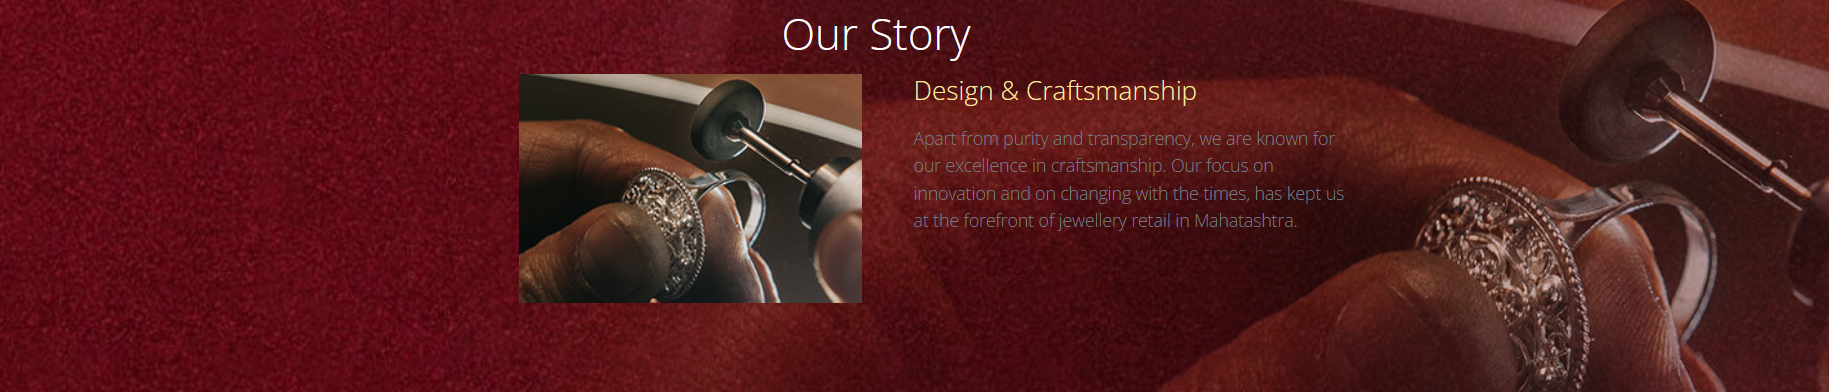 Our Story
Design & Craftsmanship
Apart from purity and transparency, we are known for
our excellence in craftsmanship. Our focus on
innovation and on changing with the times, has kept us
at the forefront of jewellery retail in Mahatashtra.